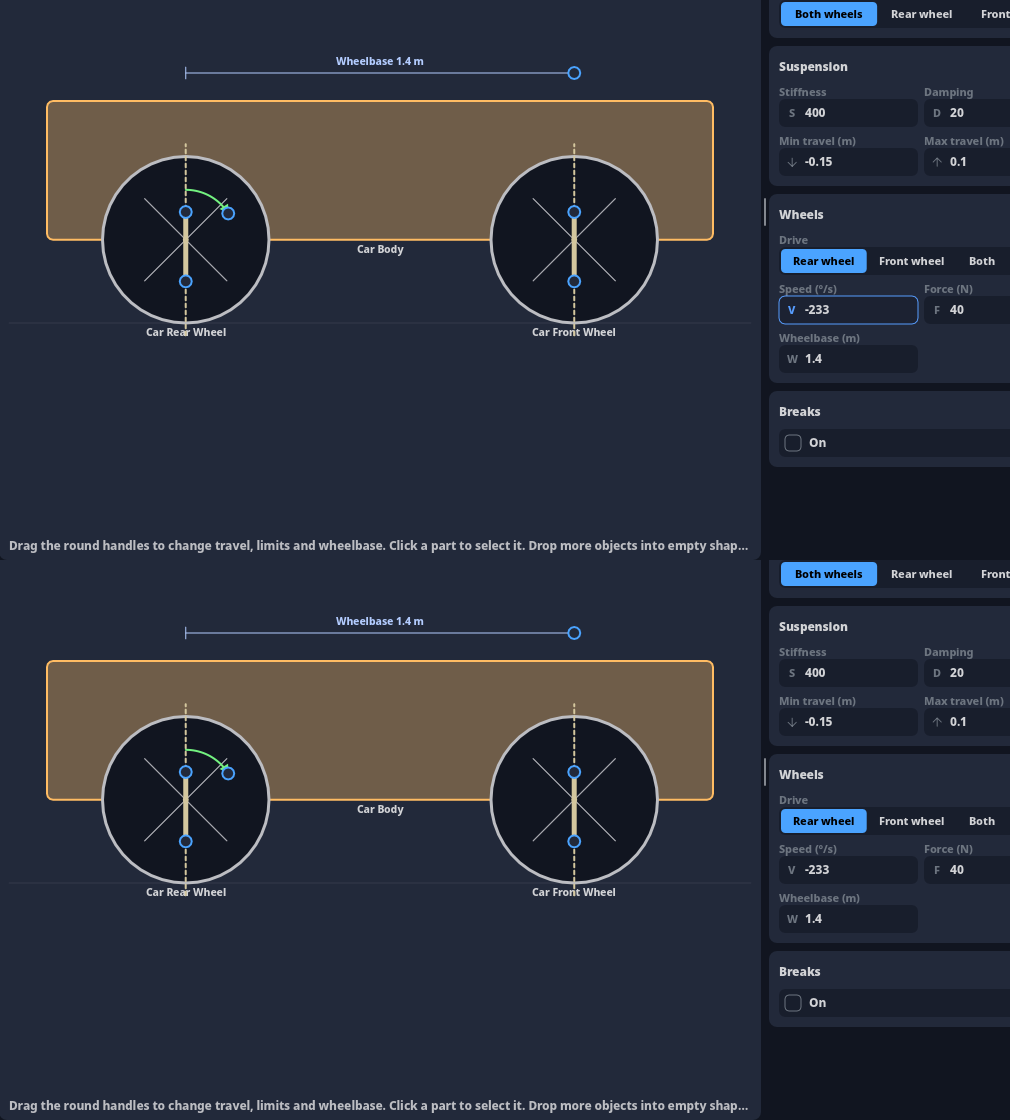 Both wheels Rear wheel Front
Wheelbase 1.4 m
Suspension
Stiffness Damping
S 400 D 20
Min travel (m) Max travel (m)
↓ -0.15 ↑ 0.1
Wheels
Drive
Car Body
Rear wheel Front wheel Both
Speed (°/s) Force (N)
V -233 F 40
Car Rear Wheel Car Front Wheel
Wheelbase (m)
W 1.4
Breaks
On
Drag the round handles to change travel, limits and wheelbase. Click a part to select it. Drop more objects into empty shap...
Both wheels Rear wheel Front
Wheelbase 1.4 m
Suspension
Stiffness Damping
S 400 D 20
Min travel (m) Max travel (m)
↓ -0.15 ↑ 0.1
Wheels
Drive
Car Body
Rear wheel Front wheel Both
Speed (°/s) Force (N)
V -233 F 40
Car Rear Wheel Car Front Wheel
Wheelbase (m)
W 1.4
Breaks
On
Drag the round handles to change travel, limits and wheelbase. Click a part to select it. Drop more objects into empty shap...